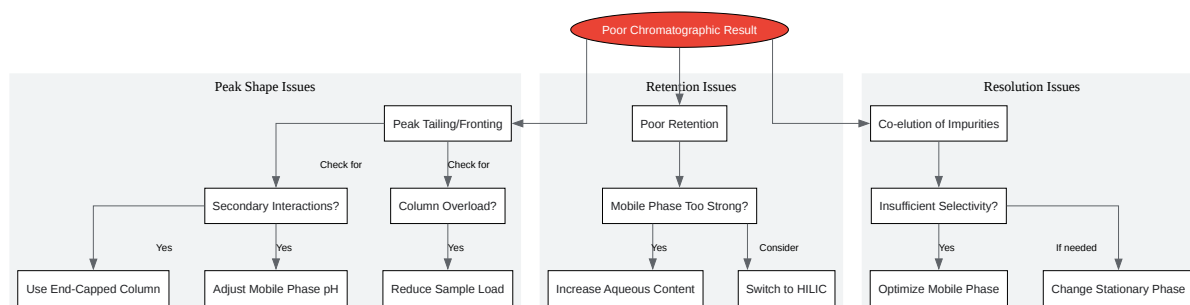 Poor Chromatographic Result
Peak Shape Issues
Retention Issues
Resolution Issues
Peak Tailing/Fronting
Poor Retention
Co-elution of Impurities
Check for
Check for
Secondary Interactions?
Column Overload?
Mobile Phase Too Strong?
Insufficient Selectivity?
Yes
Yes
Yes
Yes
Consider
Yes
If needed
Use End-Capped Column
Adjust Mobile Phase pH
Reduce Sample Load
Increase Aqueous Content
Switch to HILIC
Optimize Mobile Phase
Change Stationary Phase